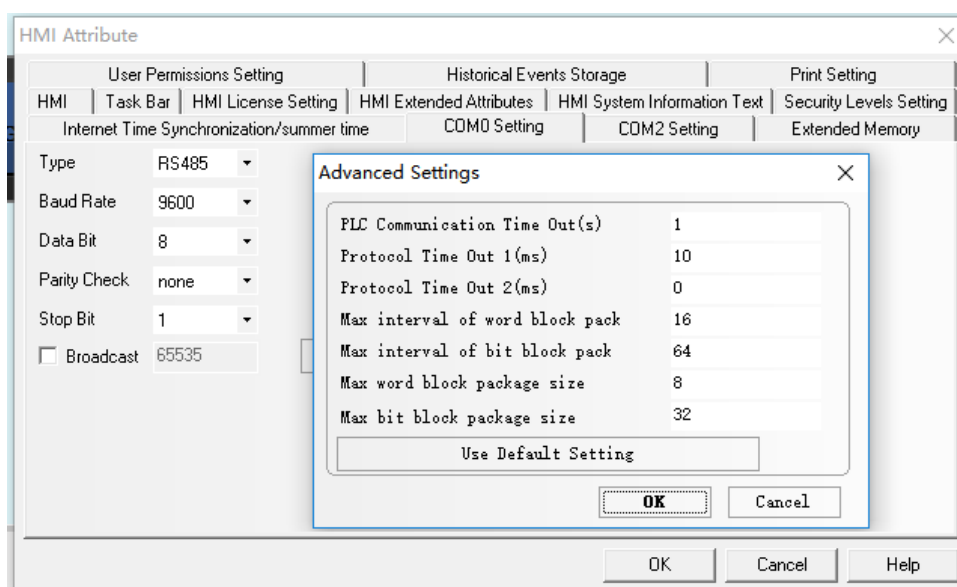 HMI Attribute
User Permissions Setting Historical Events Storage Print Setting
HMI Task Bar HMI License Setting HMI Extended Attributes HMI System Information Text Security Levels Setting
Internet Time Synchronization/summer time COM0 Setting COM2 Setting Extended Memory
Type RS485
Baud Rate 9600
Data Bit 8
Parity Check none
Stop Bit 1
Broadcast 65535
Advanced Settings
PLC Communication Time Out(s) 1
Protocol Time Out 1(ms) 10
Protocol Time Out 2(ms) 0
Max interval of word block pack 16
Max interval of bit block pack 64
Max word block package size 8
Max bit block package size 32
Use Default Setting
OK Cancel
OK Cancel Help